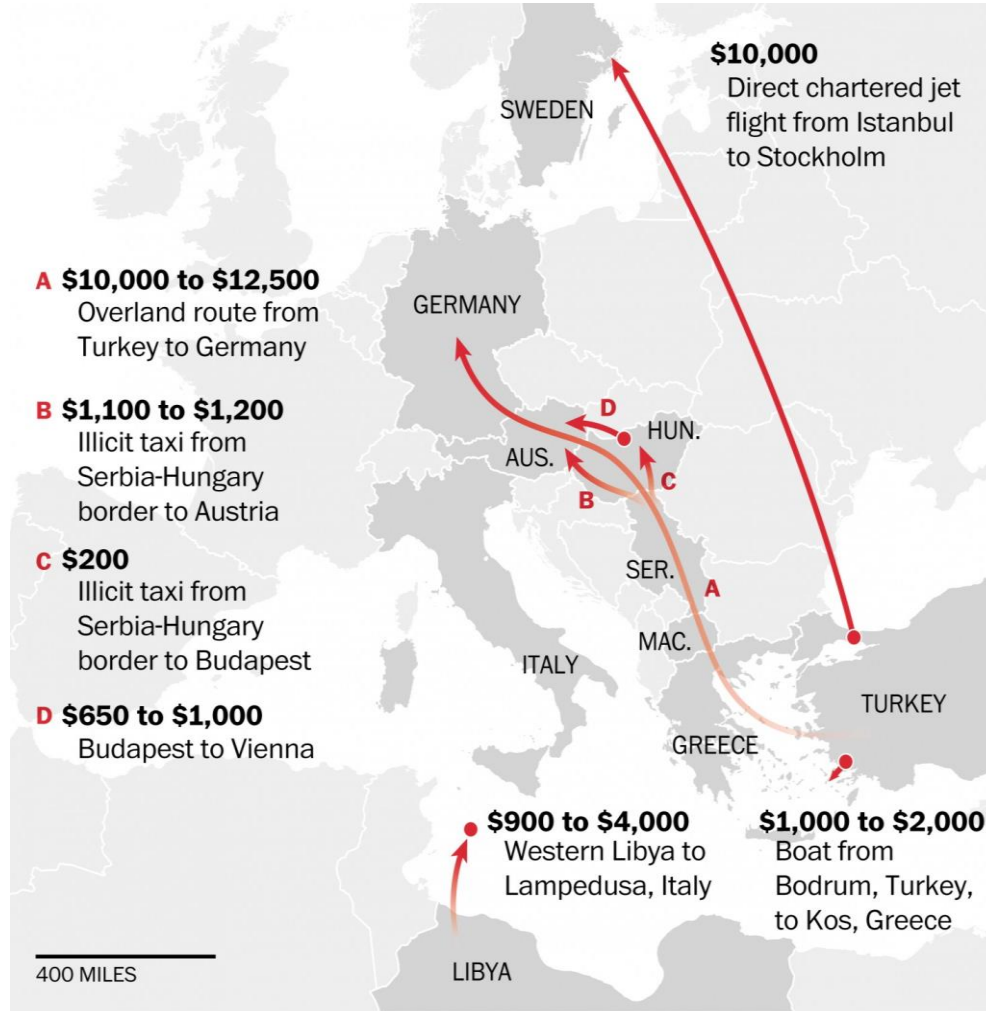 $10,000
Direct chartered jet
flight from Istanbul
to Stockholm
SWEDEN
A $10,000 to $12,500
Overland route from
Turkey to Germany
GERMANY
B $1,100 to $1,200
Illicit taxi from
Serbia-Hungary
border to Austria
D
HUN.
AUS.
C
B
C $200
Illicit taxi from
Serbia-Hungary
border to Budapest
SER.
A
MAC.
ITALY
D $650 to $1,000
Budapest to Vienna
TURKEY
GREECE
$900 to $4,000
Western Libya to
Lampedusa, Italy
$1,000 to $2,000
Boat from
Bodrum, Turkey,
to Kos, Greece
400 MILES
LIBYA